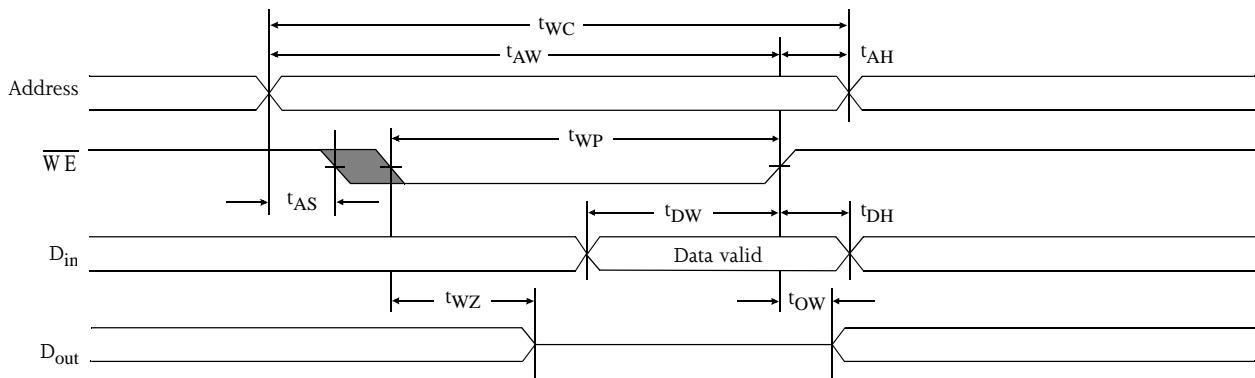 tWC
tAW tAH
Address
tWP
WE
tAS
tDW tDH
Din Data valid
tWZ tOW
Dout